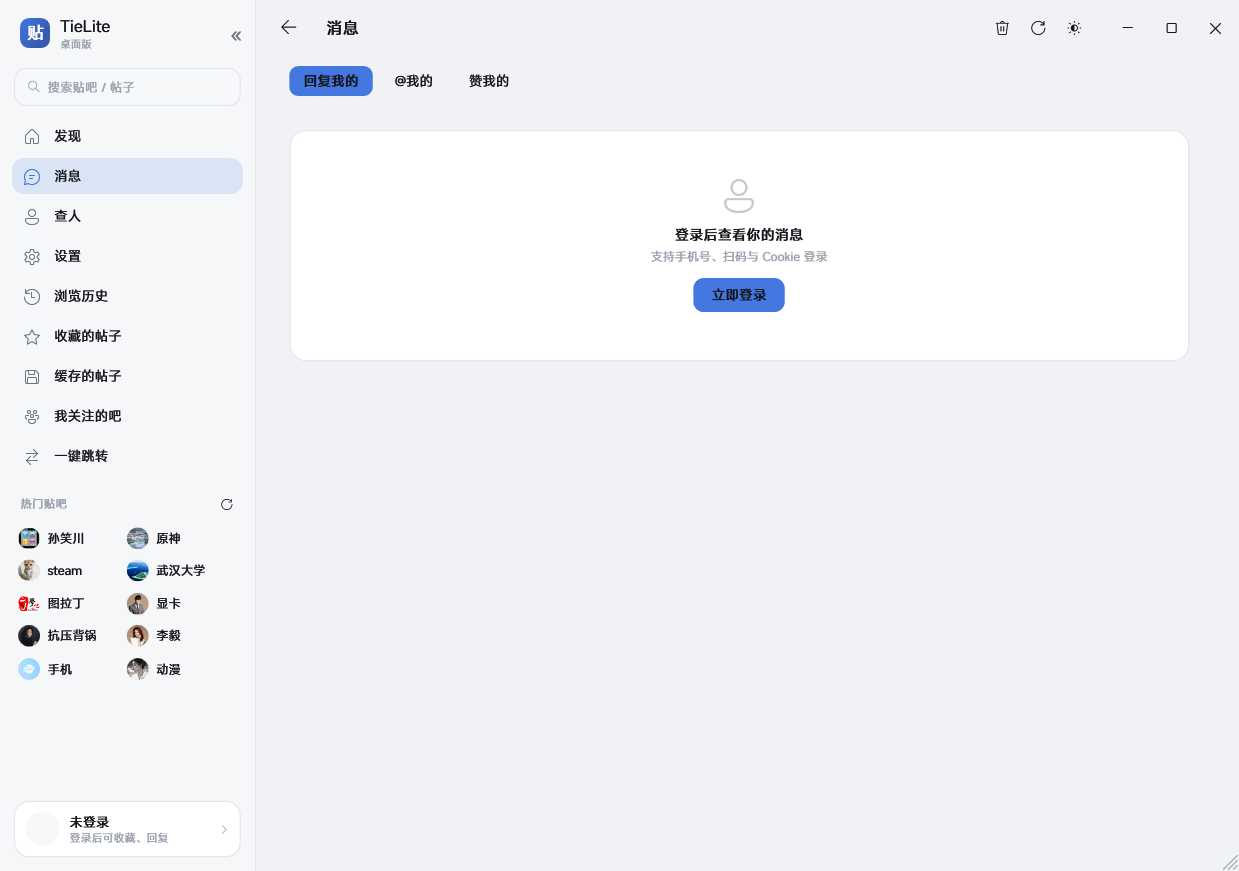 贴
TieLite
桌面版
搜索贴吧 / 帖子
发现
消息
查人
设置
浏览历史
收藏的帖子
缓存的帖子
我关注的吧
一键跳转
热门贴吧
孙笑川
原神
steam
武汉大学
图拉丁
显卡
抗压背锅
李毅
手机
动漫
未登录
登录后可收藏、回复
消息
回复我的
@我的
赞我的
登录后查看你的消息
支持手机号、扫码与 Cookie 登录
立即登录